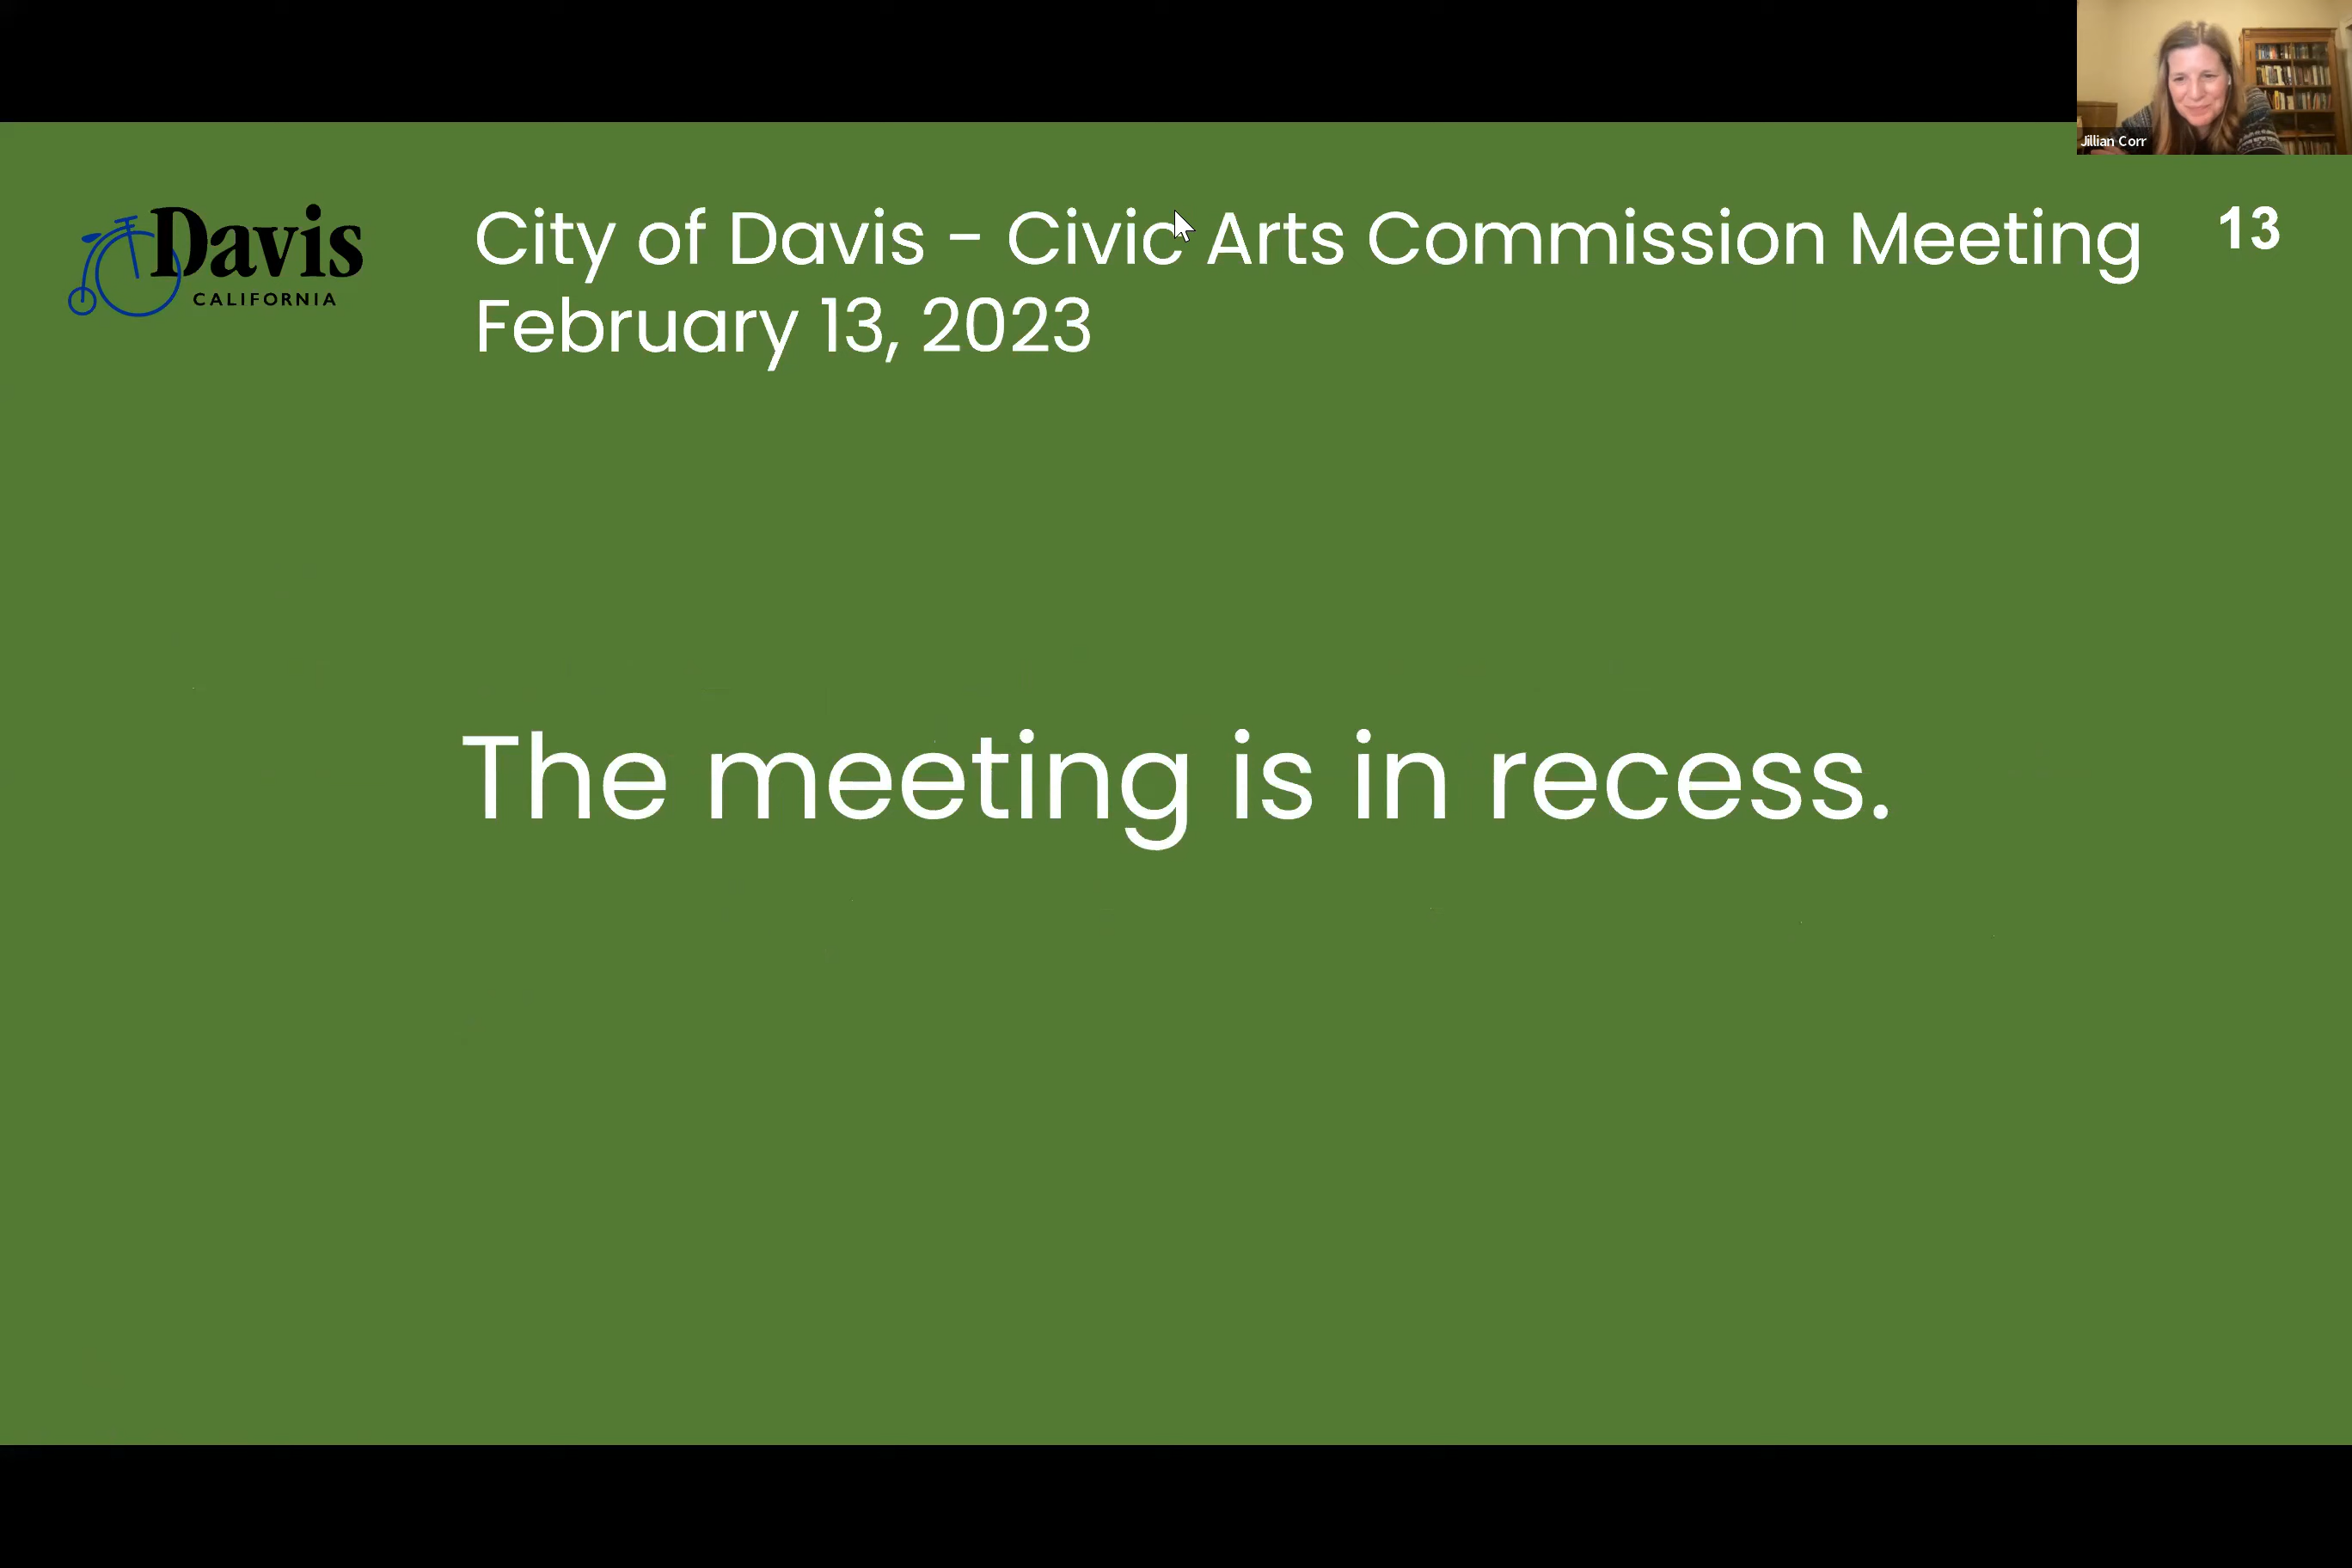 Jillian Corr
Davis
CALIFORNIA
City of Davis - Civic Arts Commission Meeting
February 13, 2023
13
The meeting is in recess.